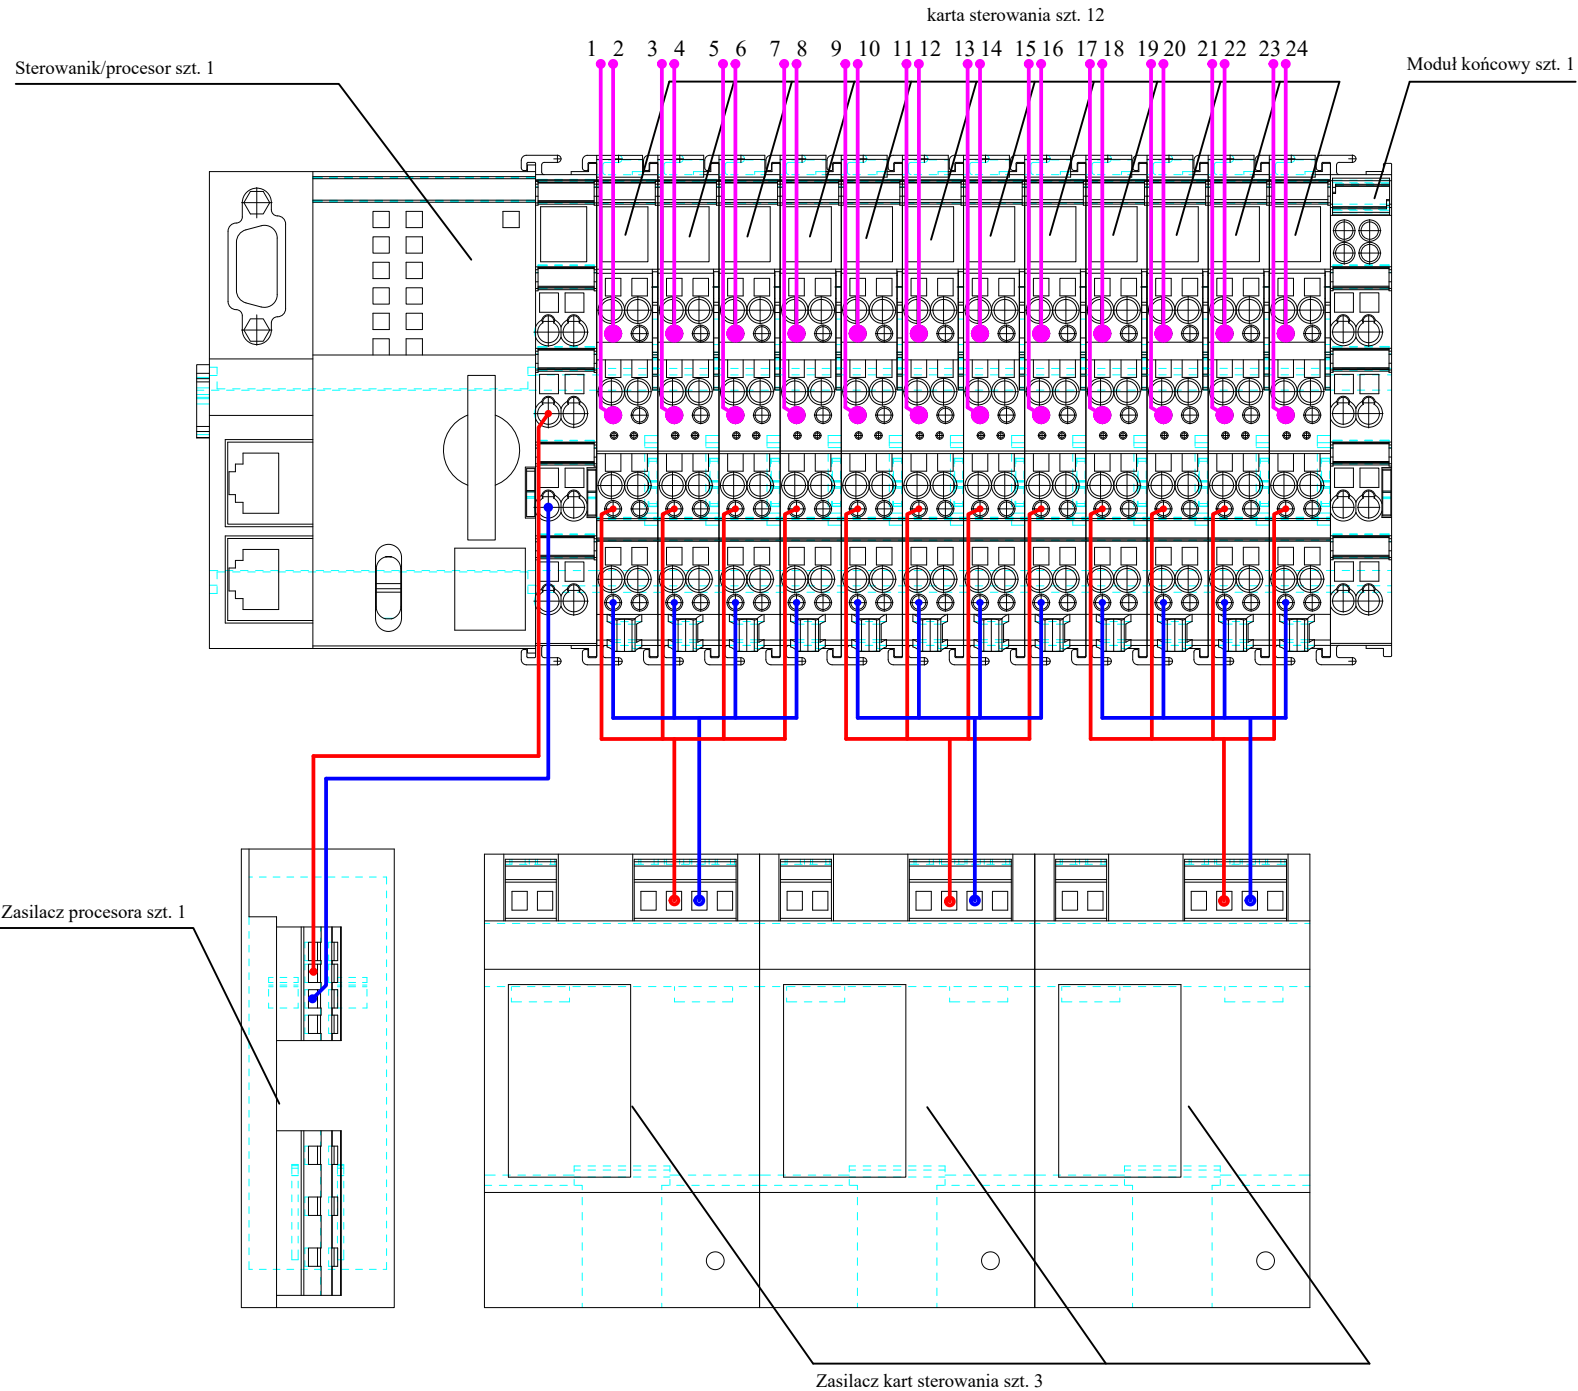 karta sterowania szt. 12
1 2 3 4 5 6 7 8 9 10 11 12 13 14 15 16 17 18 19 20 21 22 23 24
Sterowanik/procesor szt. 1
Moduł końcowy szt. 1
Zasilacz procesora szt. 1
Zasilacz kart sterowania szt. 3